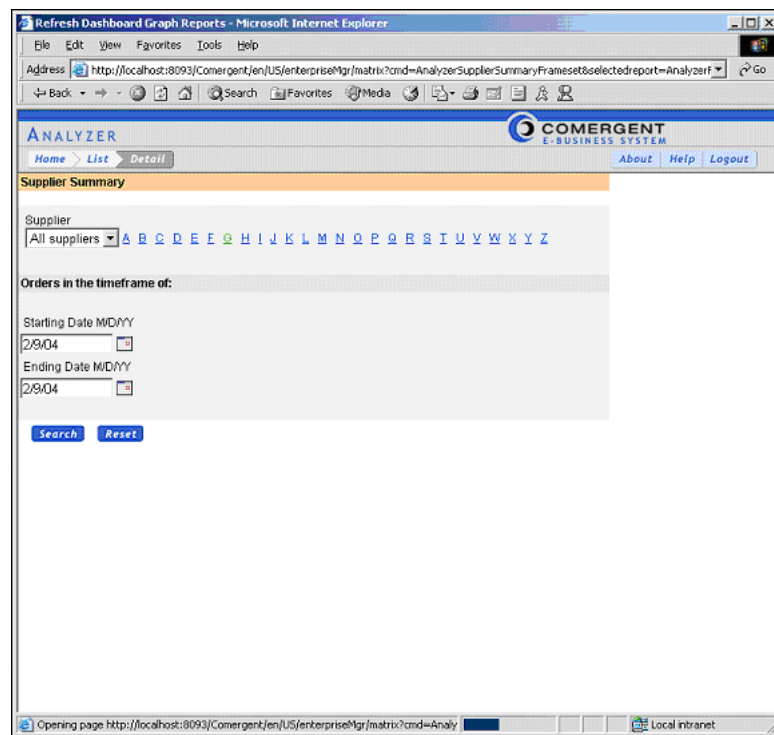 Refresh Dashboard Graph Reports - Microsoft Internet Explorer
File Edit View Favorites Tools Help
Address http://localhost:8093/Comergent/en/US/enterpriseMgr/matrix?cmd=AnalyzerSupplierSummaryFrameset&selectedreport=AnalyzerF Go
Back Search Favorites Media
ANALYZER COMERGENT
E-BUSINESS SYSTEM
Home List Detail About Help Logout
Supplier Summary
Supplier
All suppliers A B C D E F G H I J K L M N O P Q R S T U V W X Y Z
Orders in the timeframe of:
Starting Date M/D/YY
2/9/04
Ending Date M/D/YY
2/9/04
Search Reset
Opening page http://localhost:8093/Comergent/en/US/enterpriseMgr/matrix?cmd=Analy Local intranet